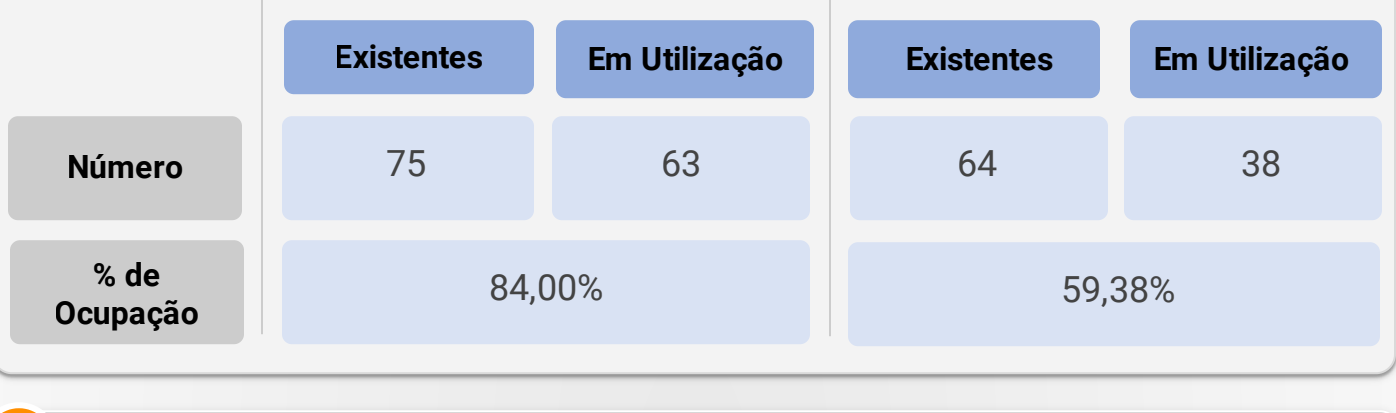 Existentes Em Utilização Existentes Em Utilização
Número 75 63 64 38
% de
Ocupação 84,00% 59,38%